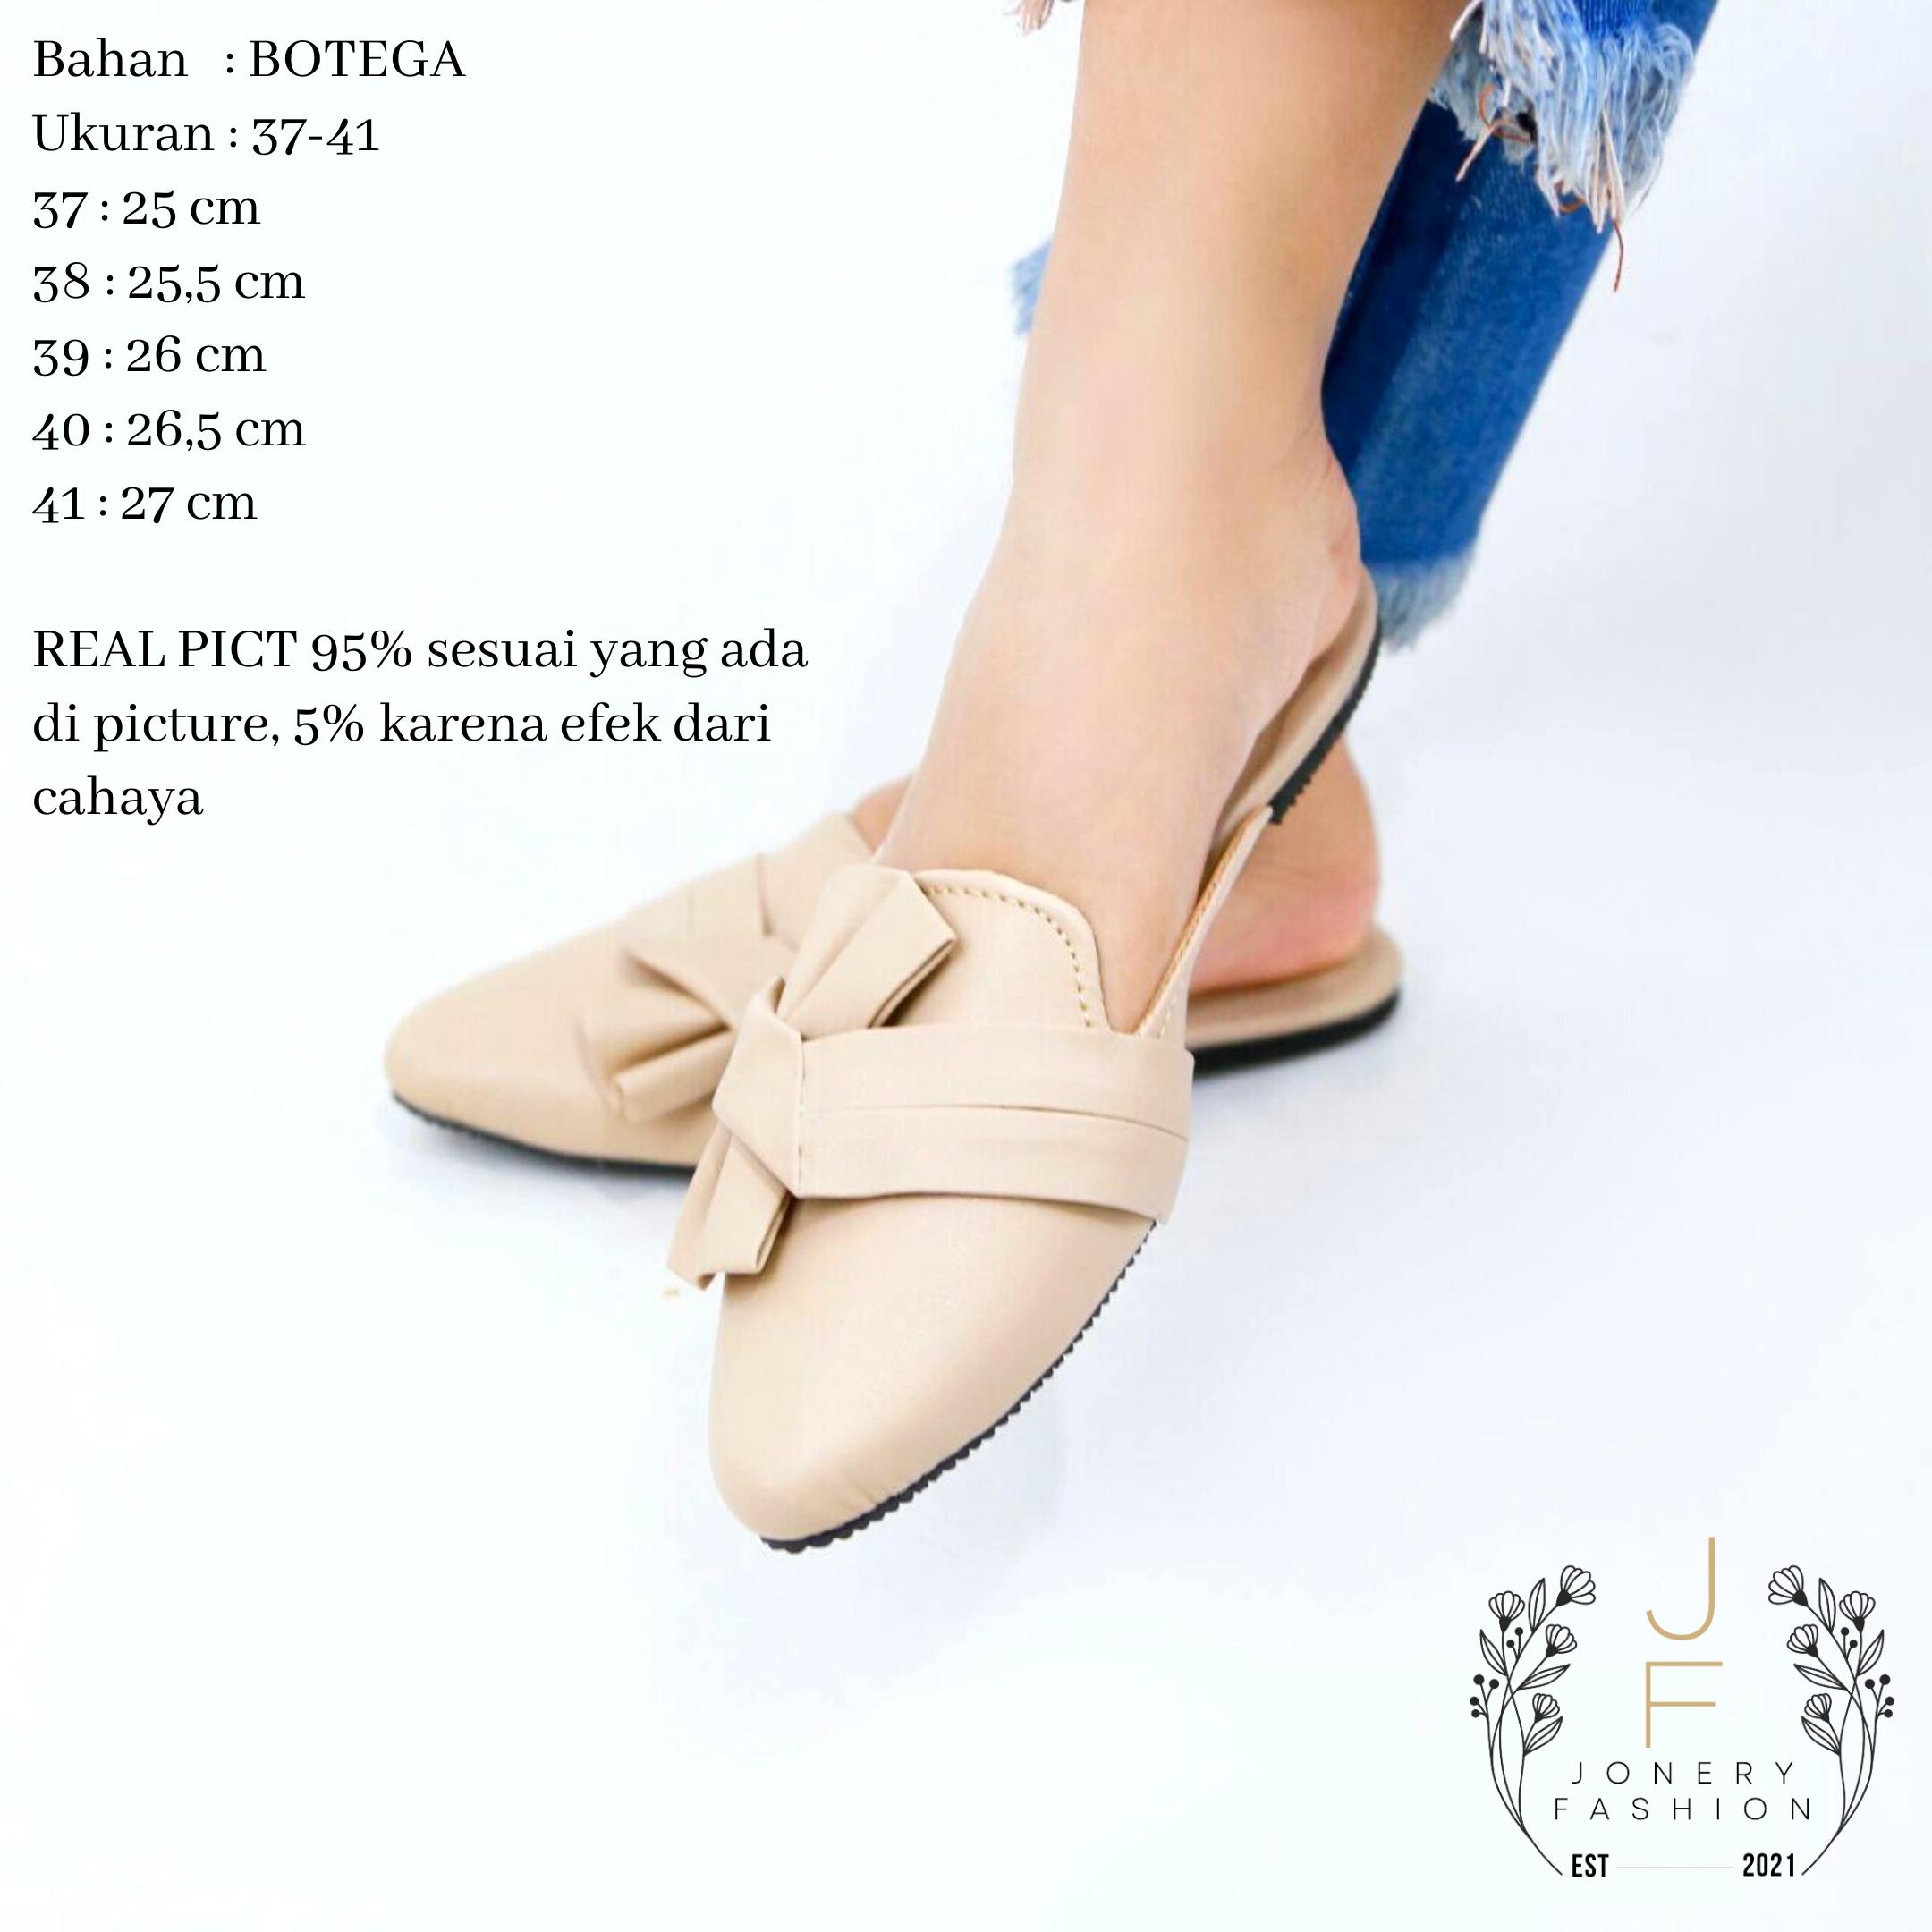 Bahan : BOTEGA
Ukuran : 37-41
37 : 25 cm
38 : 25,5 cm
39 : 26 cm
40 : 26,5 cm
41 : 27 cm
REAL PICT 95% sesuai yang ada
di picture, 5% karena efek dari
cahaya
J
F
JONERY
FASHION
EST 2021